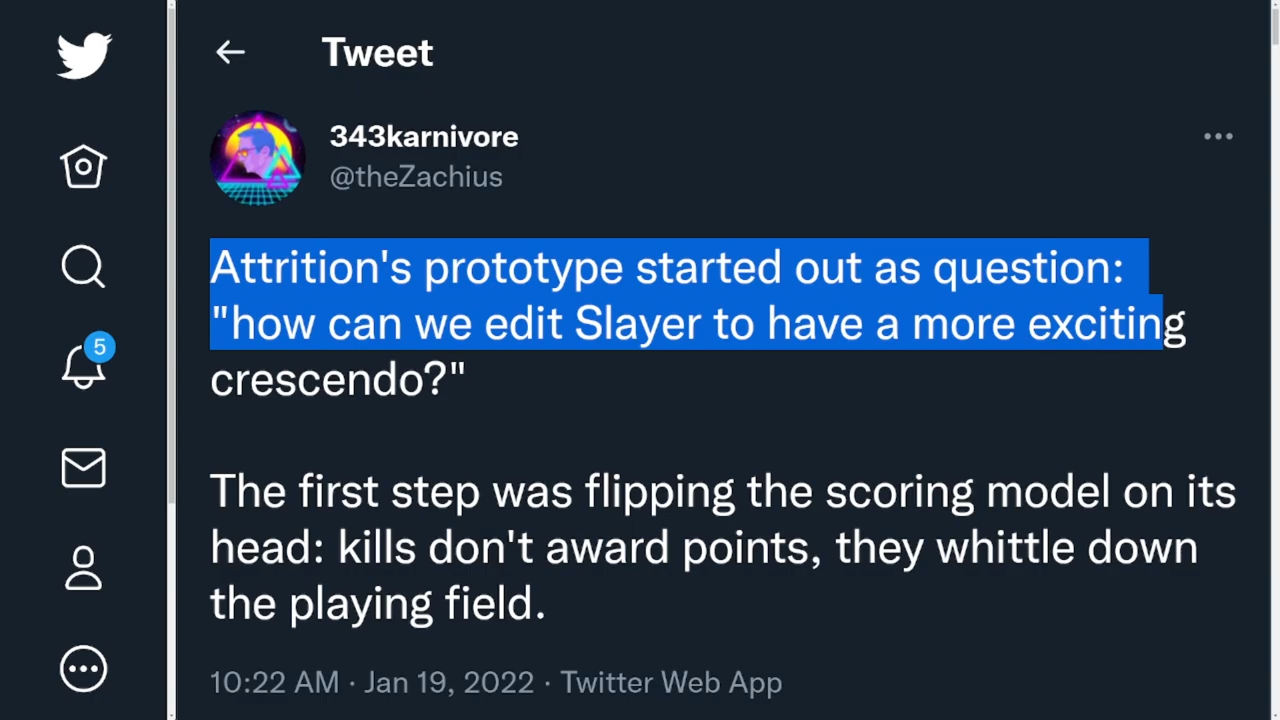 Tweet
343karnivore
@theZachius
Attrition's prototype started out as question:
"how can we edit Slayer to have a more exciting
crescendo?"
5
The first step was flipping the scoring model on its
head: kills don't award points, they whittle down
the playing field.
10:22 AM · Jan 19, 2022 · Twitter Web App